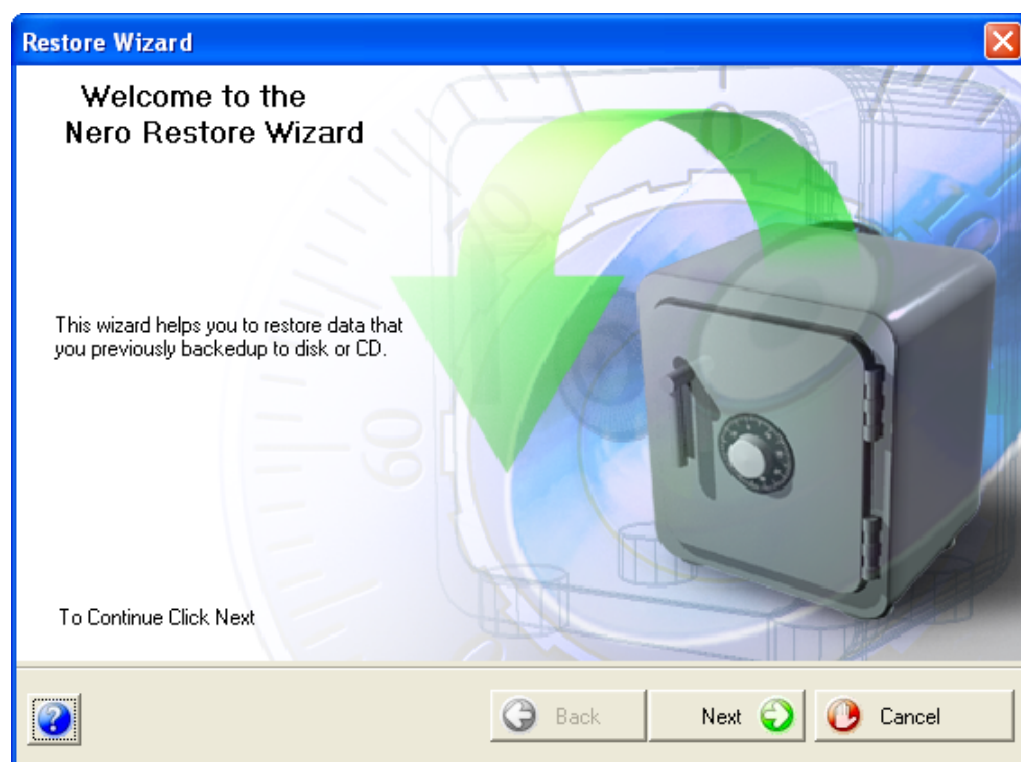 Restore Wizard
Welcome to the
Nero Restore Wizard
This wizard helps you to restore data that
you previously backedup to disk or CD.
09
To Continue Click Next
?
Back
Next
Cancel